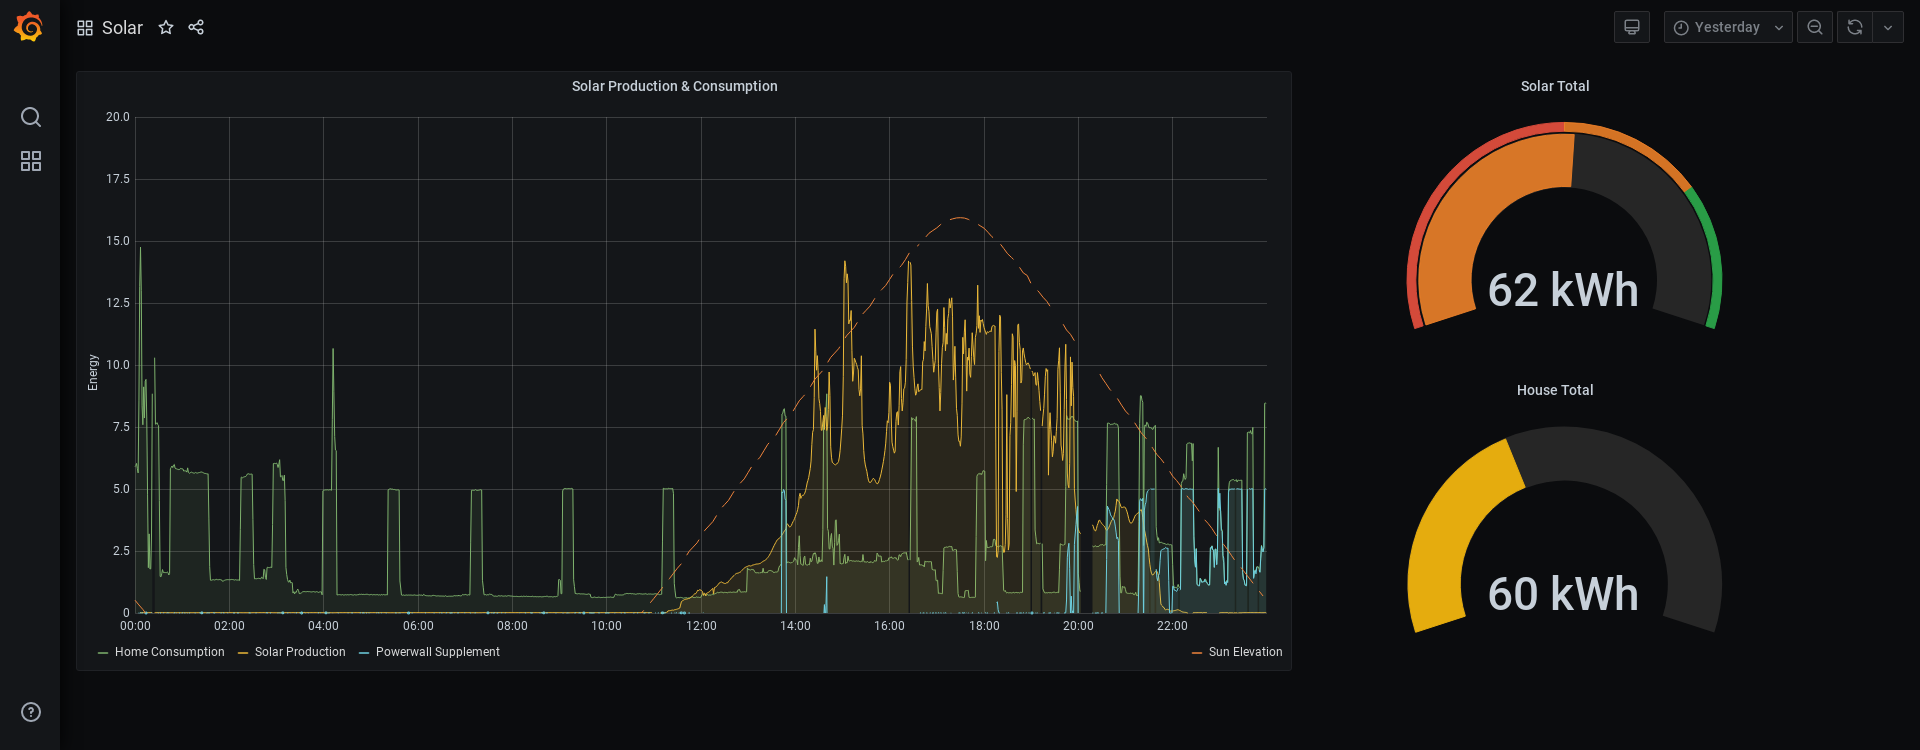 Solar
Yesterday
Solar Production & Consumption
20.0
17.5
15.0
12.5
10.0
7.5
5.0
2.5
0
Energy
00:00 02:00 04:00 06:00 08:00 10:00 12:00 14:00 16:00 18:00 20:00 22:00
Home Consumption Solar Production Powerwall Supplement Sun Elevation
Solar Total
62 kWh
House Total
60 kWh